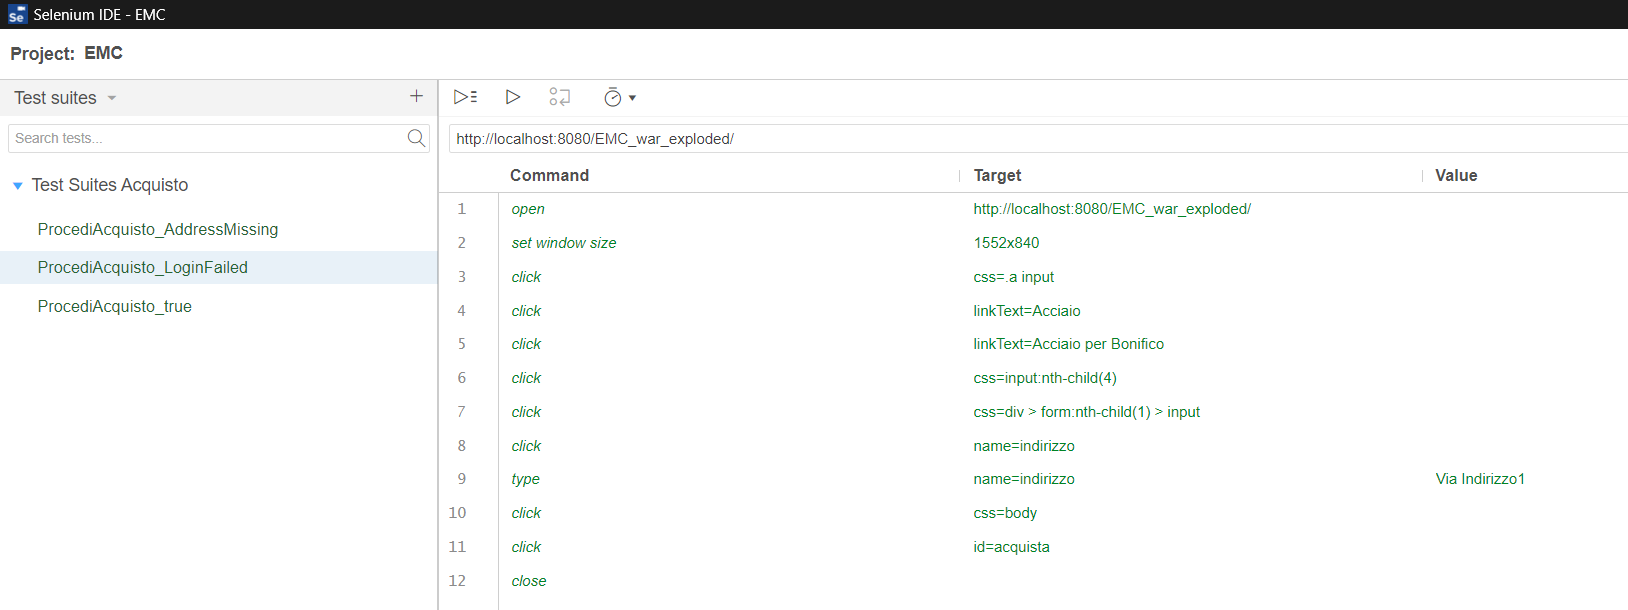 Selenium IDE - EMC
Project: EMC
Test suites
Search tests...
http://localhost:8080/EMC_war_exploded/
Test Suites Acquisto
ProcediAcquisto_AddressMissing
ProcediAcquisto_LoginFailed
ProcediAcquisto_true
Command Target Value
1 open http://localhost:8080/EMC_war_exploded/
2 set window size 1552x840
3 click css=.a input
4 click linkText=Acciaio
5 click linkText=Acciaio per Bonifico
6 click css=input:nth-child(4)
7 click css=div > form:nth-child(1) > input
8 click name=indirizzo
9 type name=indirizzo Via Indirizzo1
10 click css=body
11 click id=acquista
12 close